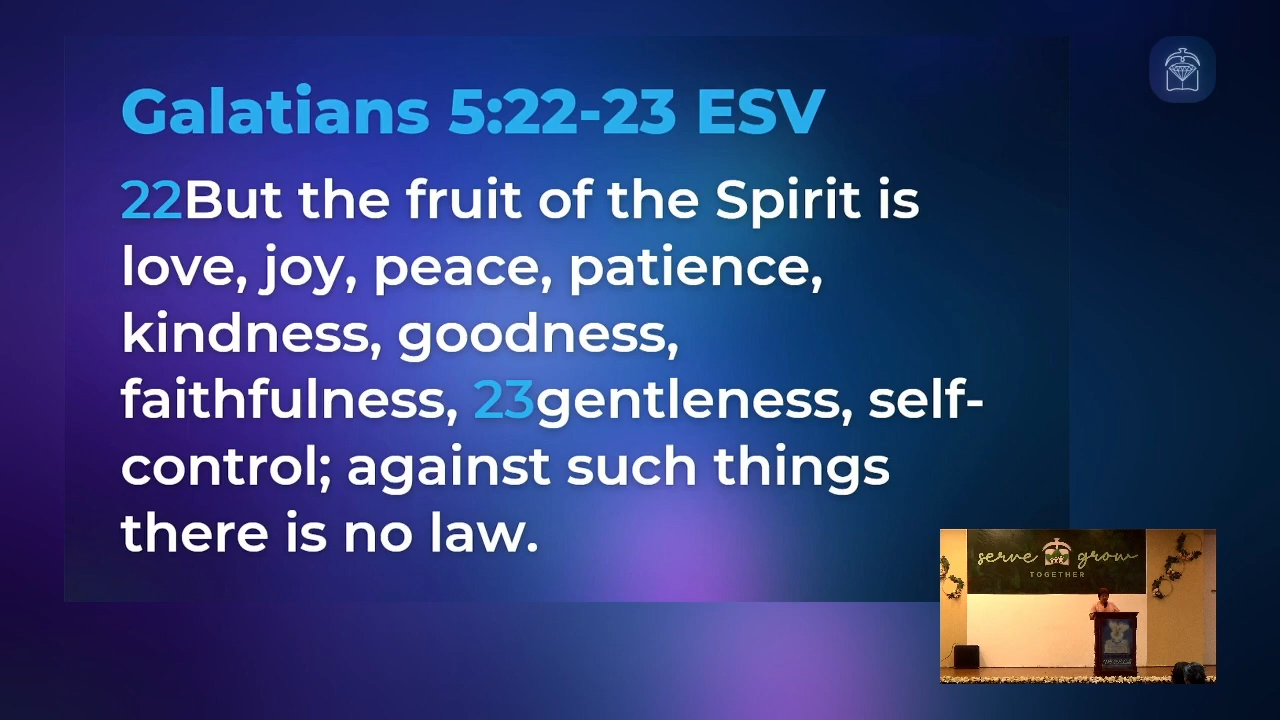 Galatians 5:22-23 ESV
22But the fruit of the Spirit is
love, joy, peace, patience,
kindness, goodness,
faithfulness, 23gentleness, self-
control; against such things
there is no law.
serve grow
TOGETHER